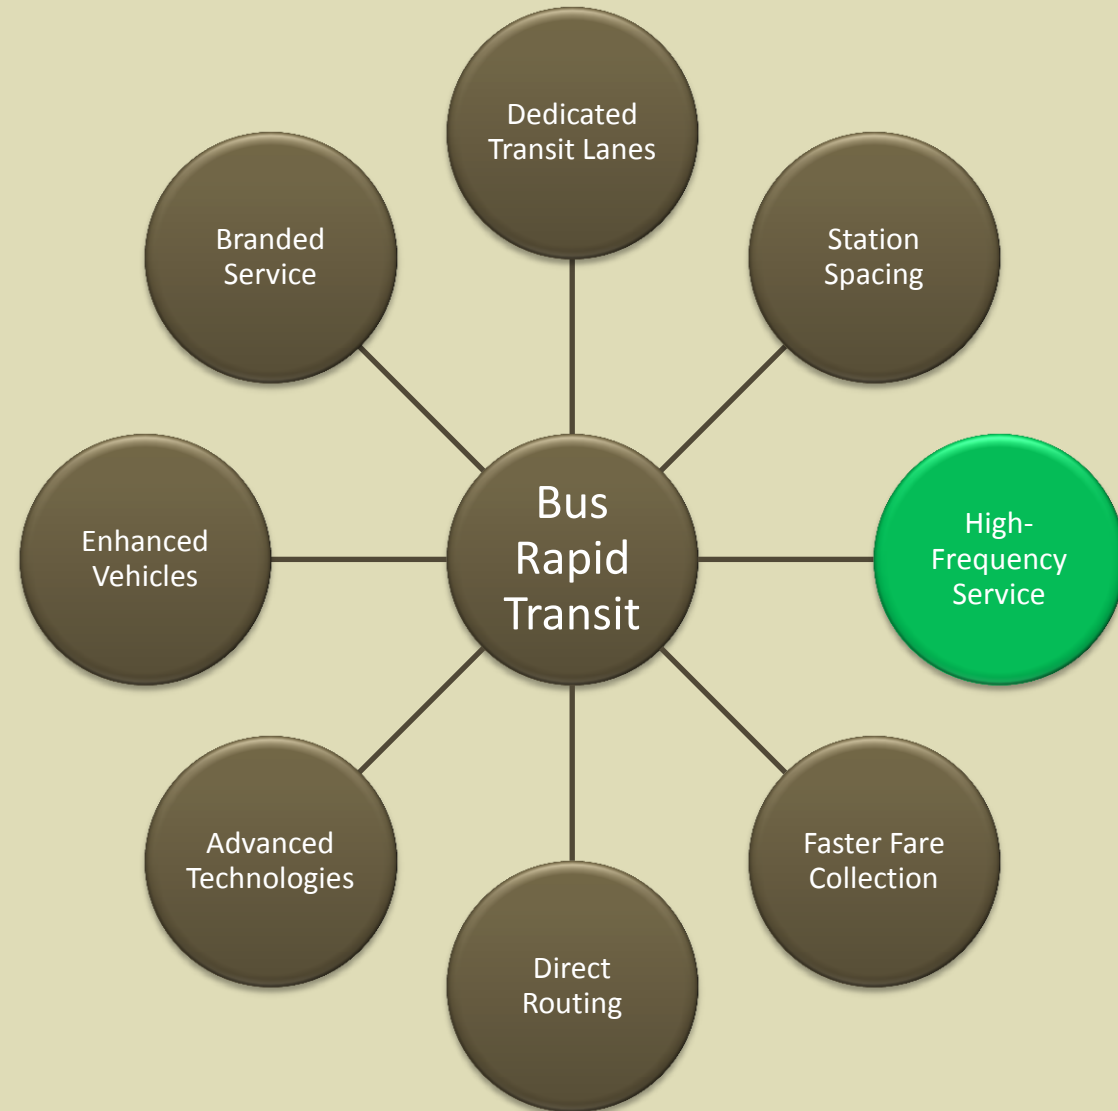 Dedicated
Transit Lanes
Branded
Service
Station
Spacing
Bus
Rapid
Transit
Enhanced
Vehicles
High-
Frequency
Service
Advanced
Technologies
Faster Fare
Collection
Direct
Routing